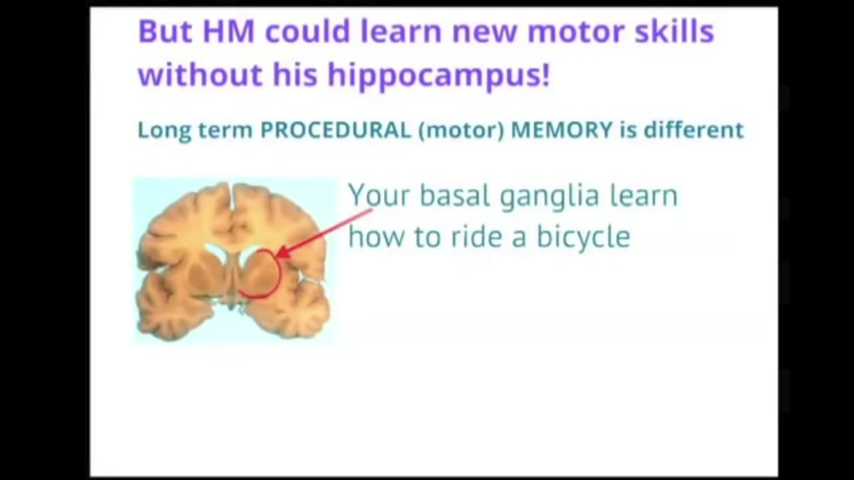 But HM could learn new motor skills
without his hippocampus!
Long term PROCEDURAL (motor) MEMORY is different
Your basal ganglia learn
how to ride a bicycle